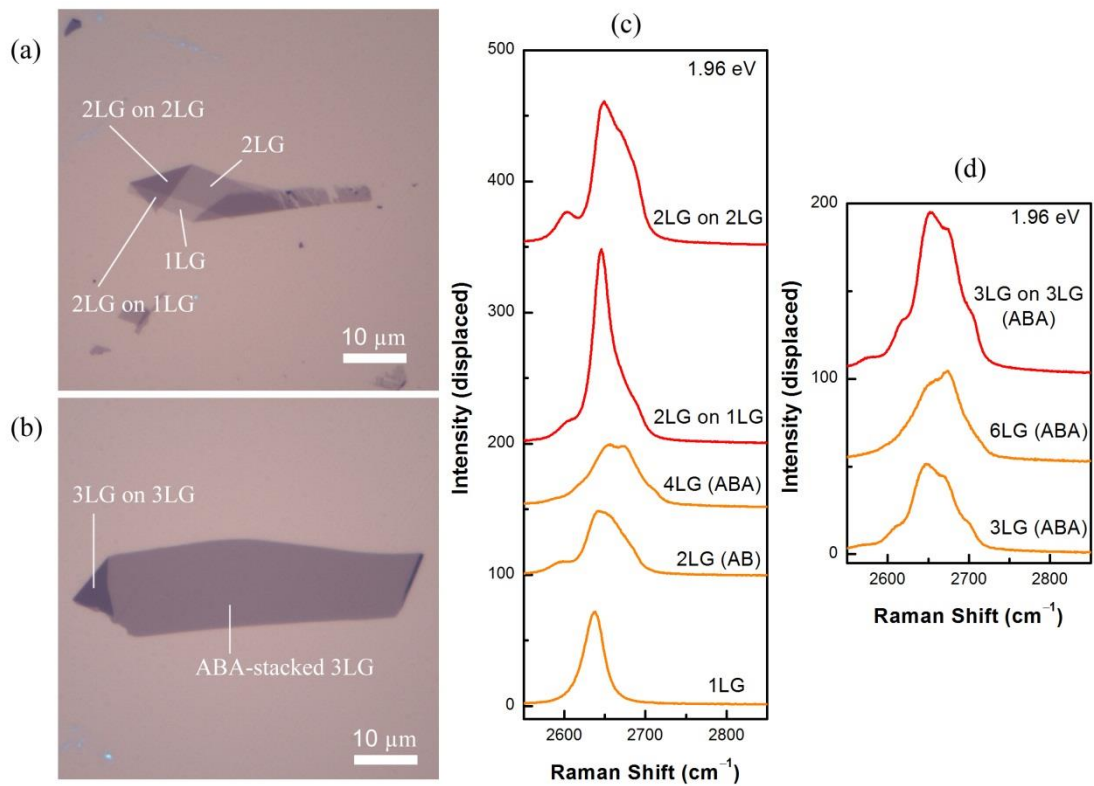 (a)
2LG on 2LG
2LG
1LG
2LG on 1LG
10 µm
(b)
3LG on 3LG
ABA-stacked 3LG
10 µm
(c)
500
1.96 eV
400
2LG on 2LG
300
2LG on 1LG
200
4LG (ABA)
2LG (AB)
100
1LG
0
Intensity (displaced)
2600 2700 2800
Raman Shift (cm⁻¹)
(d)
200
1.96 eV
3LG on 3LG
(ABA)
100
6LG (ABA)
3LG (ABA)
0
Intensity (displaced)
2600 2700 2800
Raman Shift (cm⁻¹)